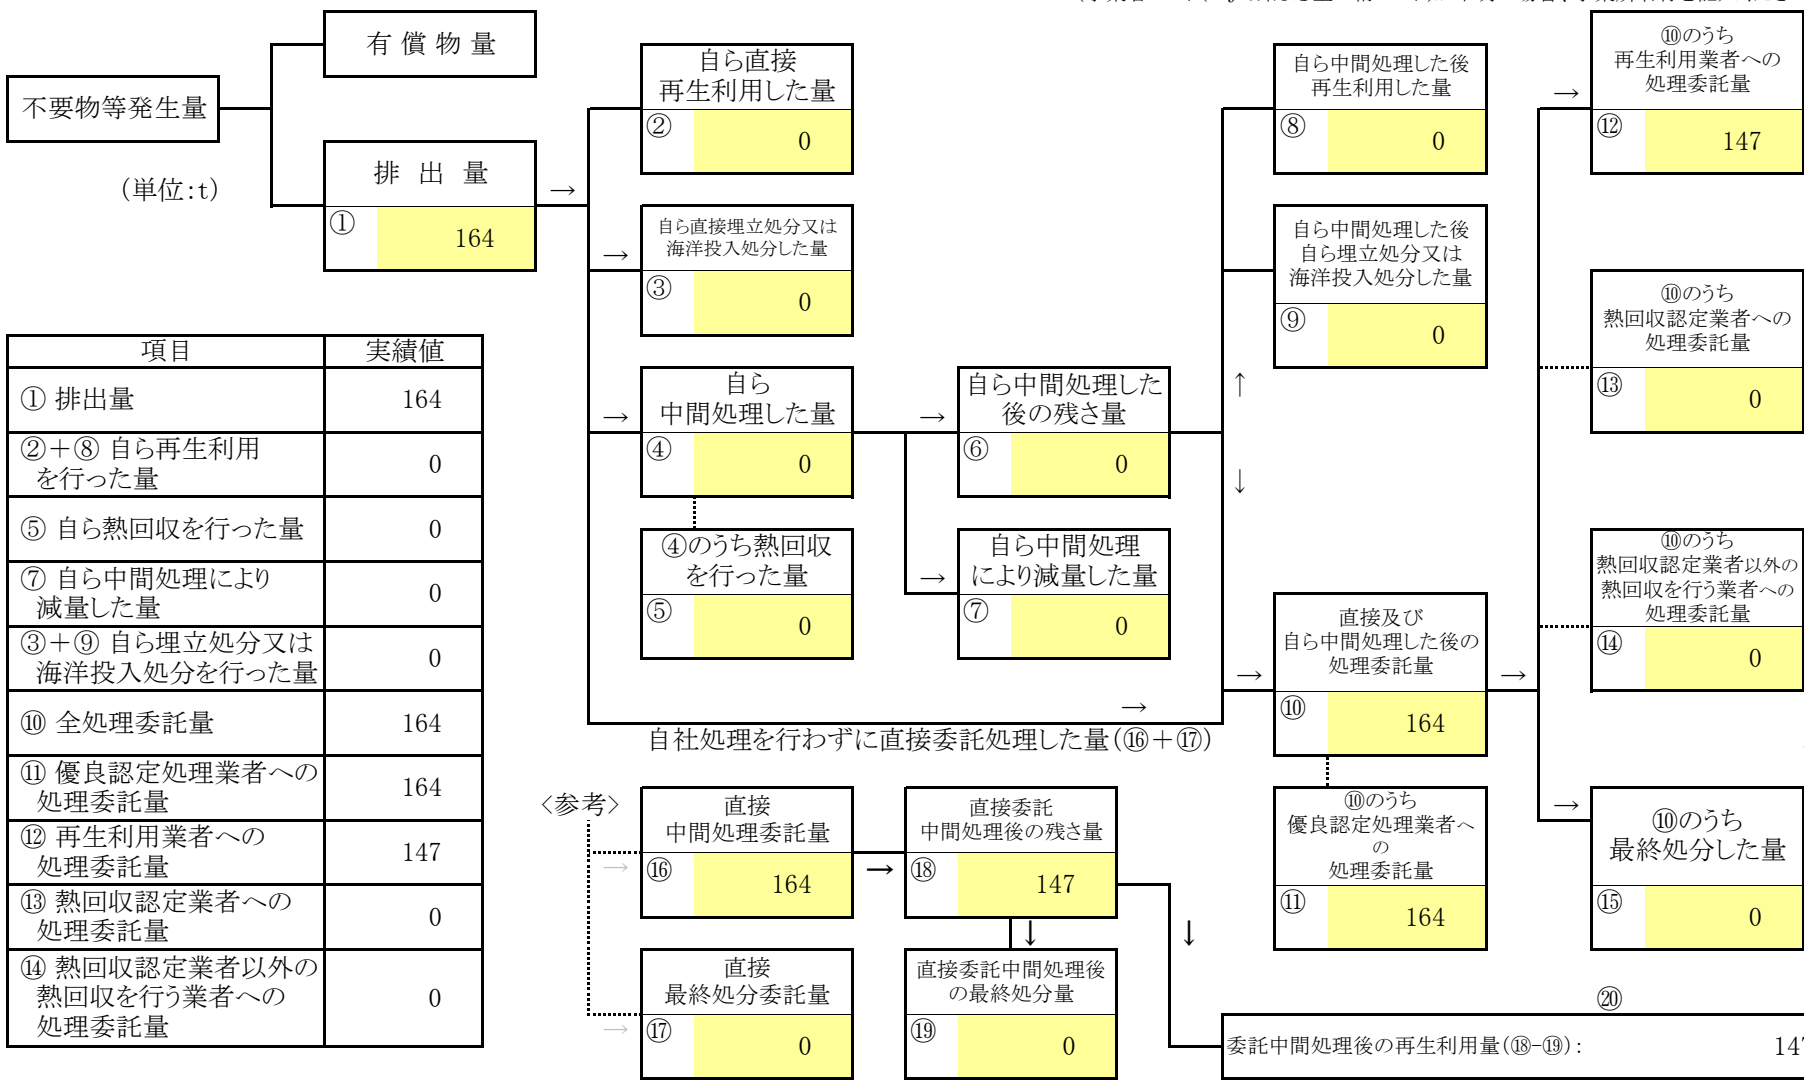 有 償 物 量
不要物等発生量
(単位:t)
排 出 量
→
① 164
自ら直接
再生利用した量
② 0
→
自ら直接埋立処分又は
海洋投入処分した量
③ 0
→
自ら
中間処理した量
④ 0
④のうち熱回収
を行った量
⑤ 0
→
自ら中間処理した
後の残さ量
⑥ 0
→
自ら中間処理
により減量した量
⑦ 0
自ら中間処理した後
再生利用した量
⑧ 0
自ら中間処理した後
自ら埋立処分又は
海洋投入処分した量
⑨ 0
↑
↓
→
直接及び
自ら中間処理した後の
処理委託量
⑩ 164
→
⑩のうち
優良認定処理業者へ
の
処理委託量
⑪ 164
→
⑩のうち
再生利用業者への
処理委託量
⑫ 147
⑩のうち
熱回収認定業者への
処理委託量
⑬ 0
⑩のうち
熱回収認定業者以外の
熱回収を行う業者への
処理委託量
⑭ 0
→
⑩のうち
最終処分した量
⑮ 0
→
自社処理を行わずに直接委託処理した量(⑯+⑰)
〈参考〉
→
直接
中間処理委託量
⑯ 164
→
直接委託
中間処理後の残さ量
⑱ 147
↓
↓
→
直接
最終処分委託量
⑰ 0
直接委託中間処理後
の最終処分量
⑲ 0
⑳
委託中間処理後の再生利用量(⑱-⑲): 147
項目 実績値
① 排出量 164
②+⑧ 自ら再生利用
を行った量 0
⑤ 自ら熱回収を行った量 0
⑦ 自ら中間処理により
減量した量 0
③+⑨ 自ら埋立処分又は
海洋投入処分を行った量 0
⑩ 全処理委託量 164
⑪ 優良認定処理業者への
処理委託量 164
⑫ 再生利用業者への
処理委託量 147
⑬ 熱回収認定業者への
処理委託量 0
⑭ 熱回収認定業者以外の
熱回収を行う業者への
処理委託量 0